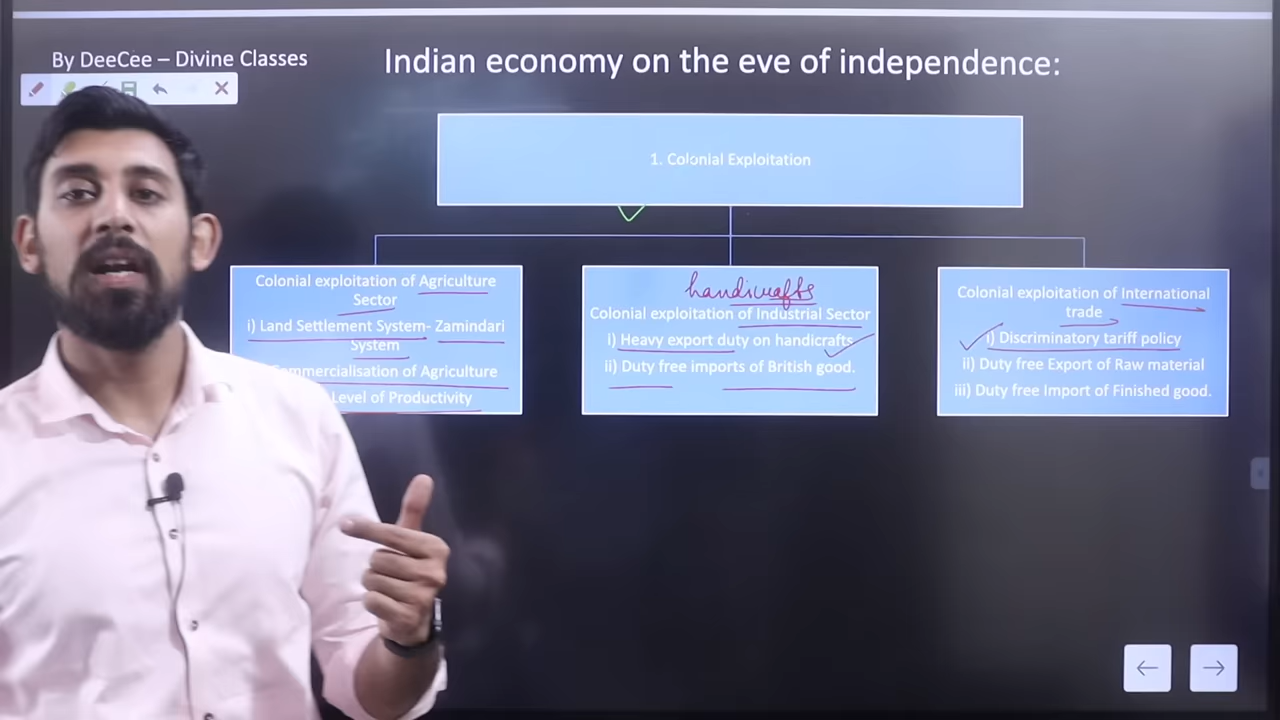 By DeeCee – Divine Classes
Indian economy on the eve of independence:
1. Colonial Exploitation
Colonial exploitation of Agriculture
Sector
i) Land Settlement System- Zamindari
System
Commercialisation of Agriculture
Level of Productivity
handicrafts
Colonial exploitation of Industrial Sector
i) Heavy export duty on handicrafts
ii) Duty free imports of British good.
Colonial exploitation of International
trade
i) Discriminatory tariff policy
ii) Duty free Export of Raw material
iii) Duty free Import of Finished good.